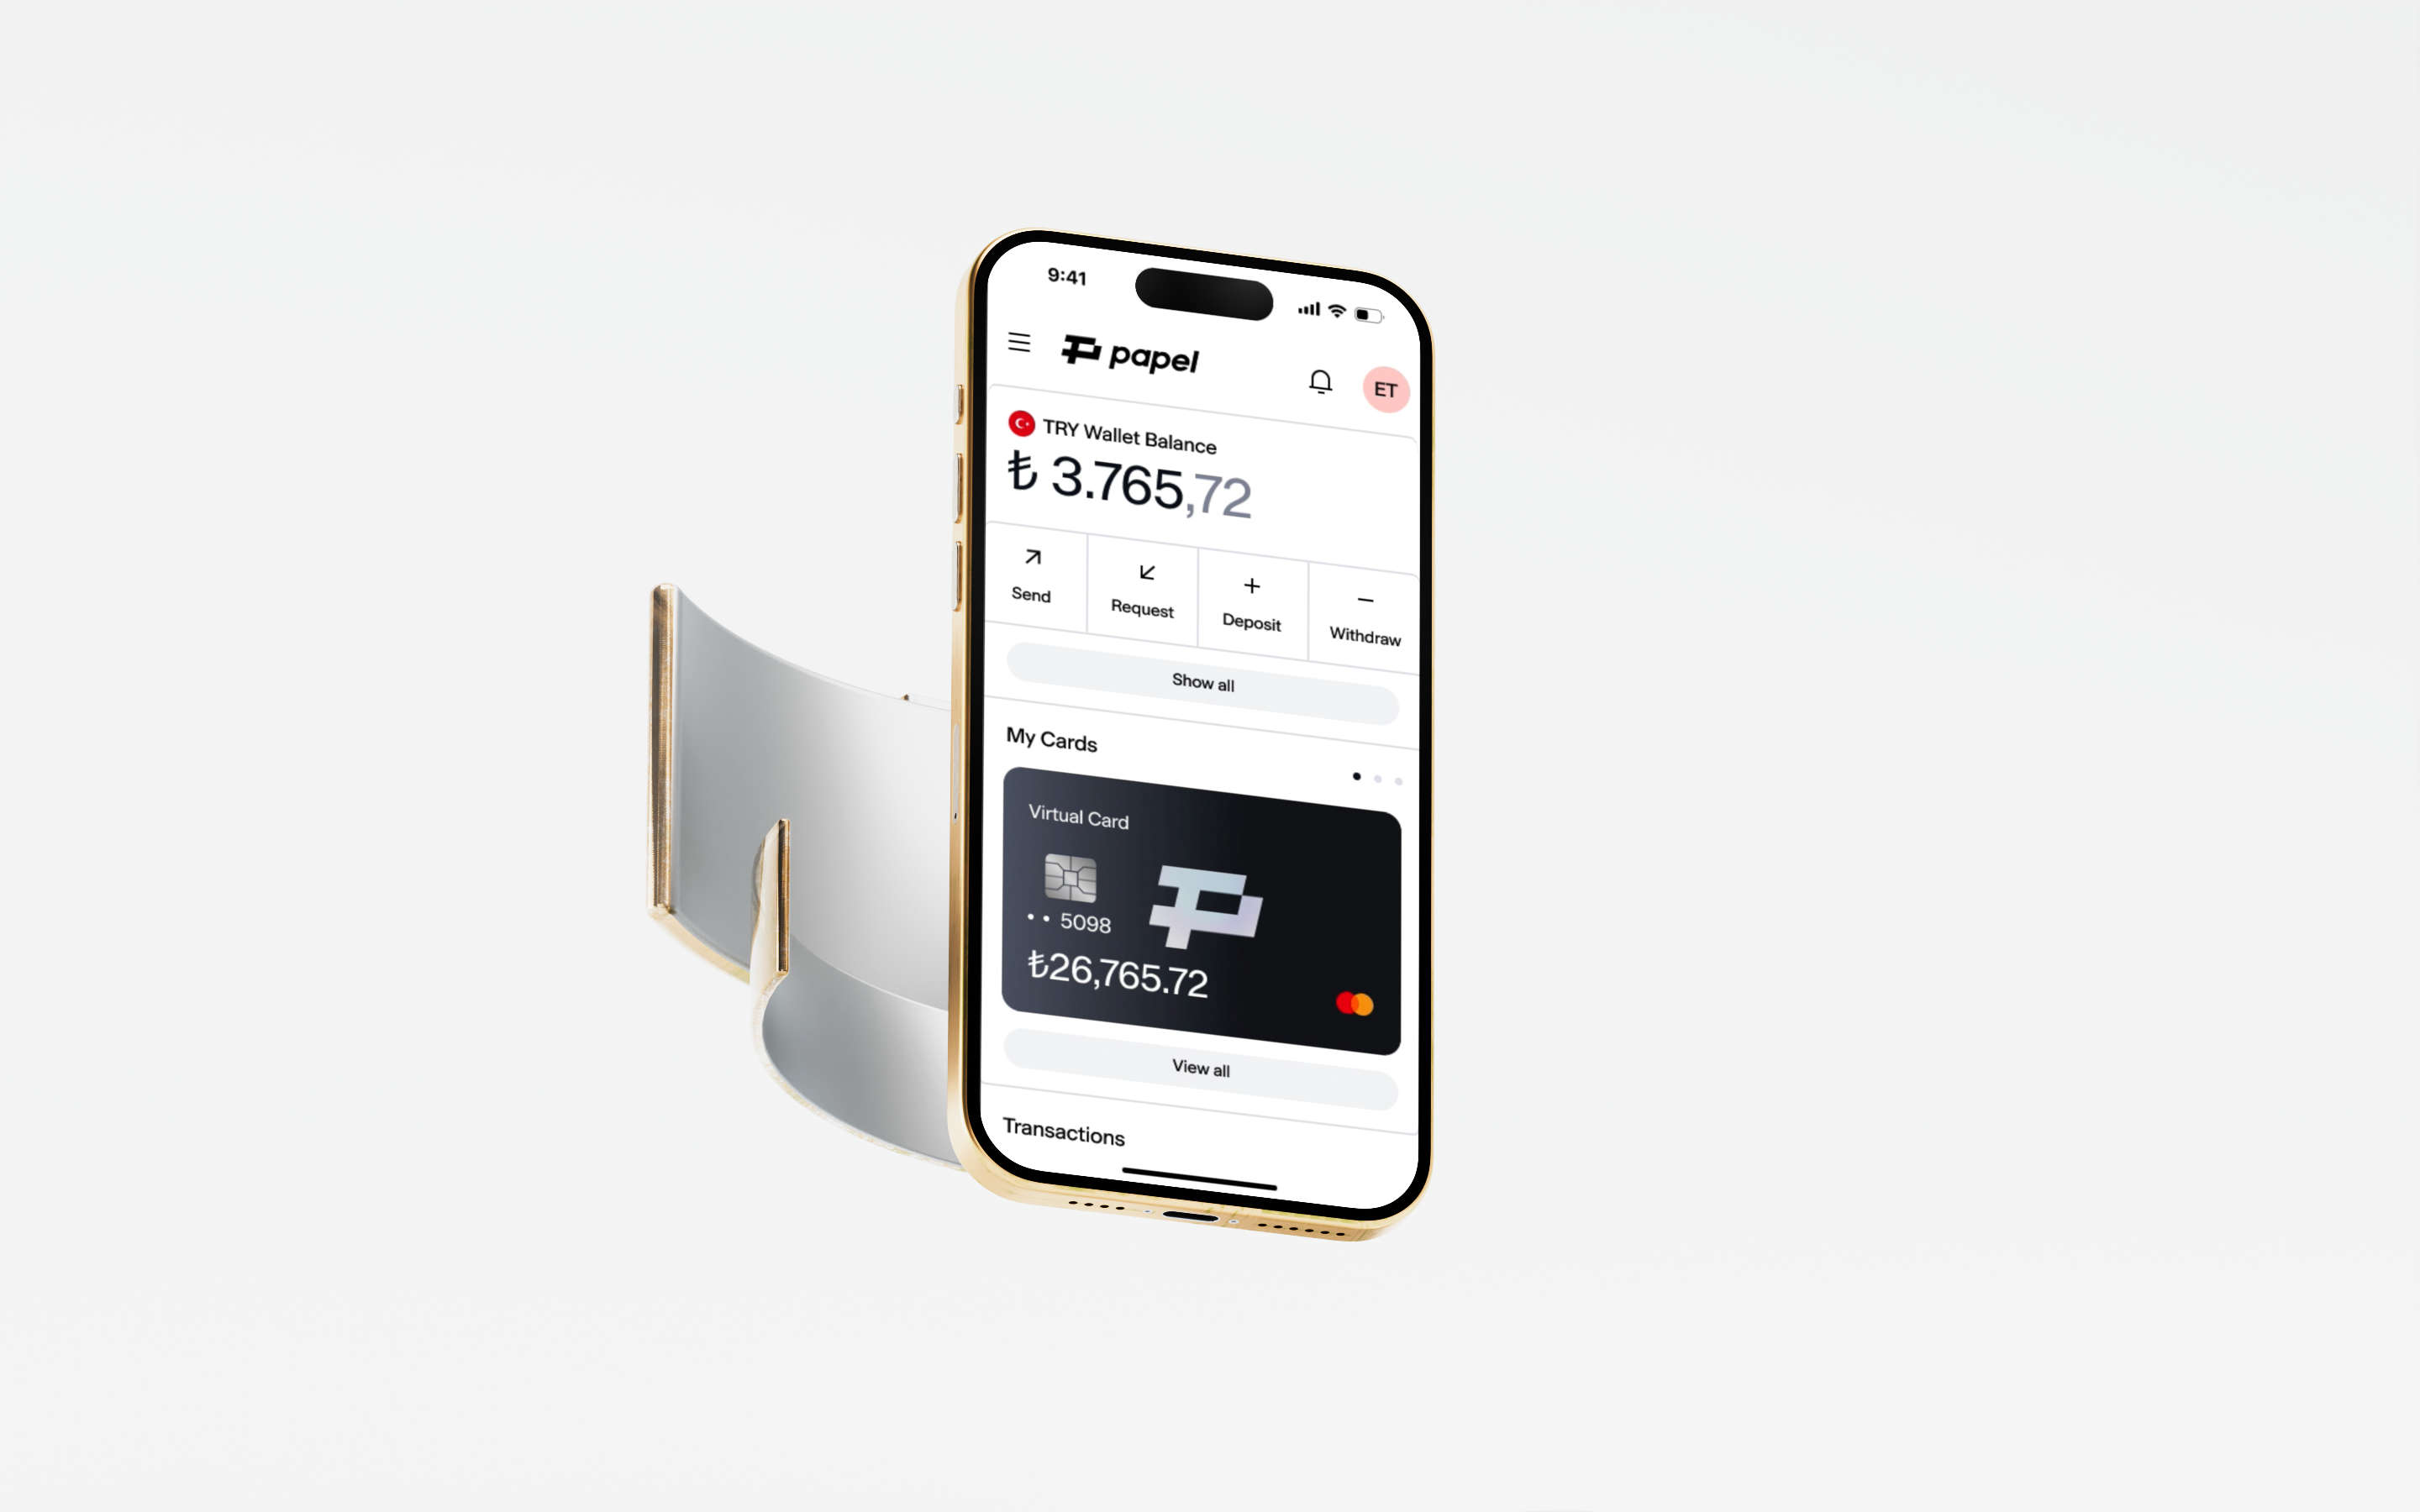 9:41
papel
ET
TRY Wallet Balance
₺ 3.765,72
Send
Request
Deposit
Withdraw
Show all
My Cards
Virtual Card
•• 5098
₺26,765.72
View all
Transactions